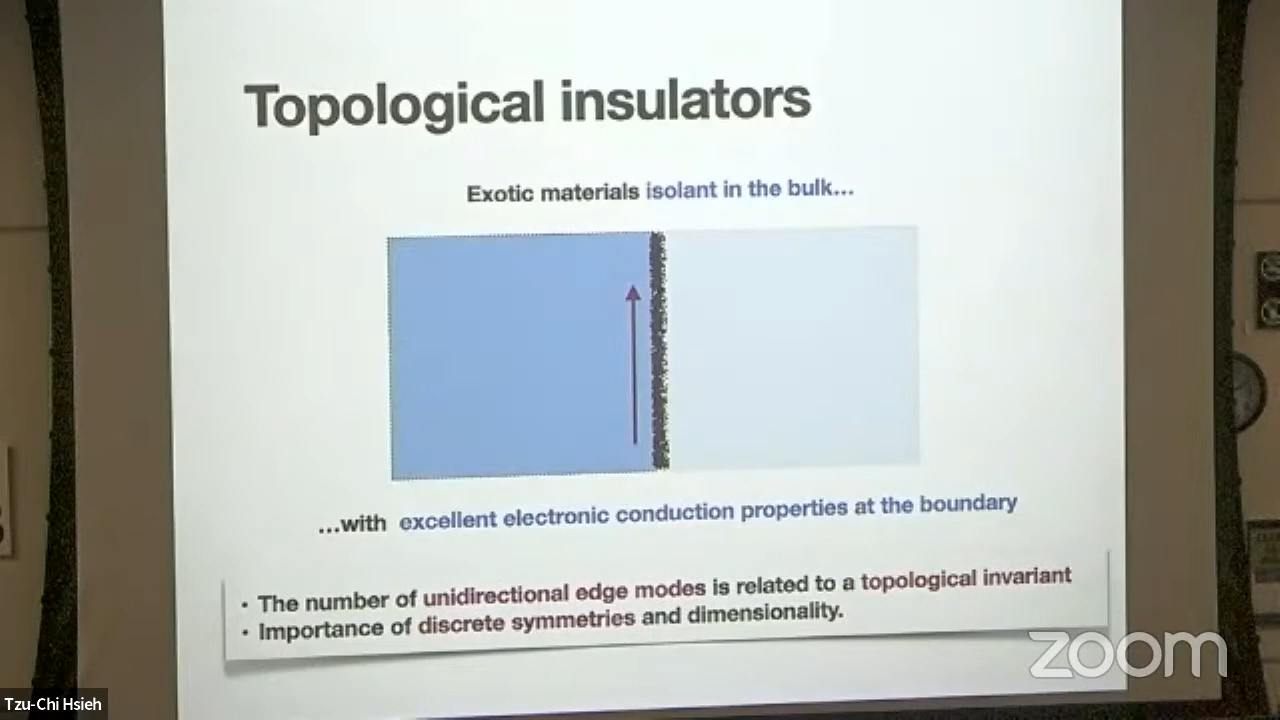 Topological insulators
Exotic materials isolant in the bulk...
...with excellent electronic conduction properties at the boundary
• The number of unidirectional edge modes is related to a topological invariant
• Importance of discrete symmetries and dimensionality.
zoom
Tzu-Chi Hsieh